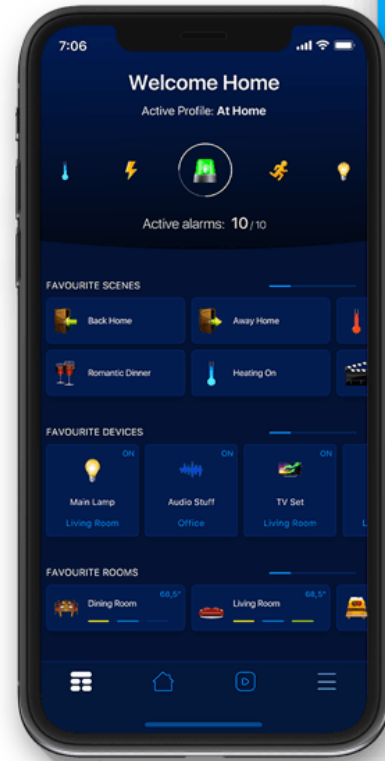 7:06
Welcome Home
Active Profile: At Home
Active alarms: 10 / 10
FAVOURITE SCENES
Back Home
Away Home
Romantic Dinner
Heating On
FAVOURITE DEVICES
ON
ON
ON
Main Lamp
Audio Stuff
TV Set
Living Room
Office
Living Room
L
FAVOURITE ROOMS
68,5°
68,5°
Dining Room
Living Room